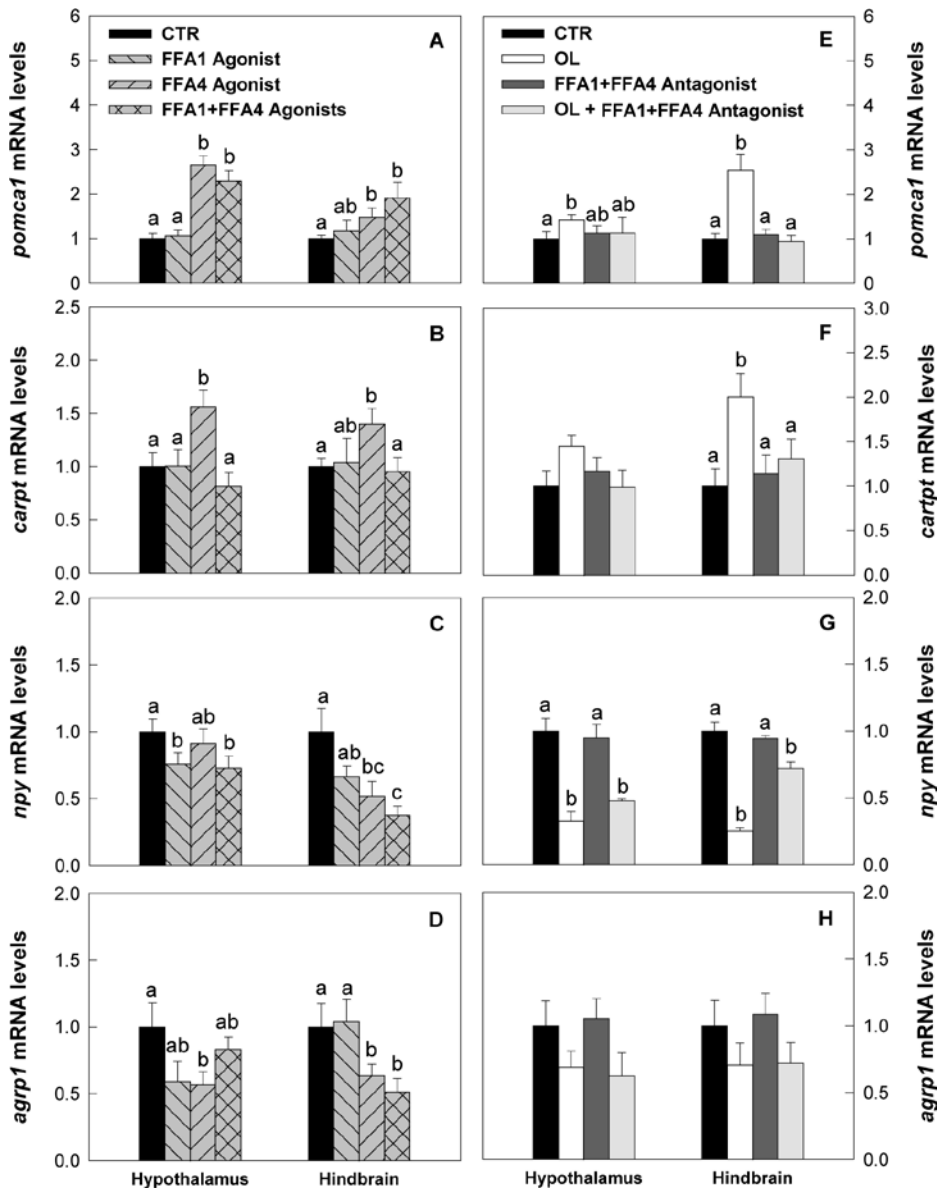 A
CTR
FFA1 Agonist
FFA4 Agonist
FFA1+FFA4 Agonists
pomca1 mRNA levels
6
5
4
3
2
1
0
a a b b
a ab b b
E
CTR
OL
FFA1+FFA4 Antagonist
OL + FFA1+FFA4 Antagonist
a b ab ab
a b a a
6
5
4
3
2
1
0
pomca1 mRNA levels
B
carpt mRNA levels
2.5
2.0
1.5
1.0
0.5
0.0
a a b a
a ab b a
F
a b a a
3.0
2.5
2.0
1.5
1.0
0.5
0.0
cartpt mRNA levels
C
npy mRNA levels
2.0
1.5
1.0
0.5
0.0
a b ab b
a ab bc c
G
a b a b
a b a b
2.0
1.5
1.0
0.5
0.0
npy mRNA levels
D
agrp1 mRNA levels
2.0
1.5
1.0
0.5
0.0
a ab b ab
a a b b
Hypothalamus Hindbrain
H
2.0
1.5
1.0
0.5
0.0
agrp1 mRNA levels
Hypothalamus Hindbrain